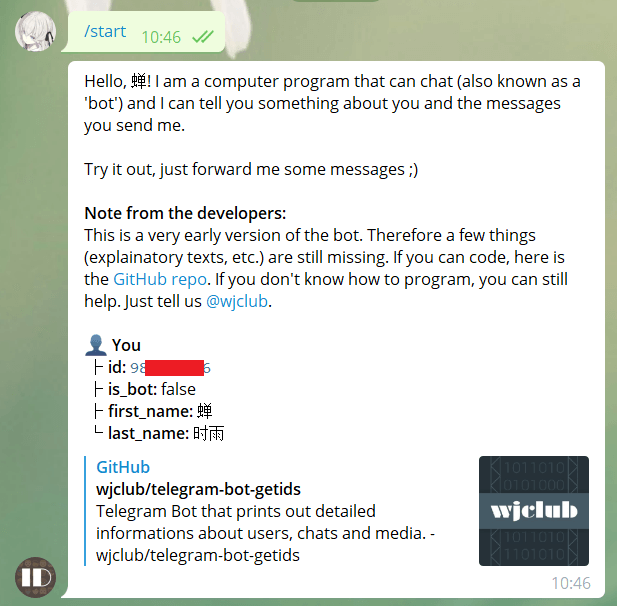 /start 10:46
Hello, 蝉! I am a computer program that can chat (also known as a
'bot') and I can tell you something about you and the messages
you send me.
Try it out, just forward me some messages ;)
Note from the developers:
This is a very early version of the bot. Therefore a few things
(explainatory texts, etc.) are still missing. If you can code, here is
the GitHub repo. If you don't know how to program, you can still
help. Just tell us @wjclub.
You
├ id: 98 6
├ is_bot: false
├ first_name: 蝉
└ last_name: 时雨
GitHub
wjclub/telegram-bot-getids
Telegram Bot that prints out detailed
informations about users, chats and media. -
wjclub/telegram-bot-getids
1011010
0101000
wjclub
1011010
1101010
ID
10:46